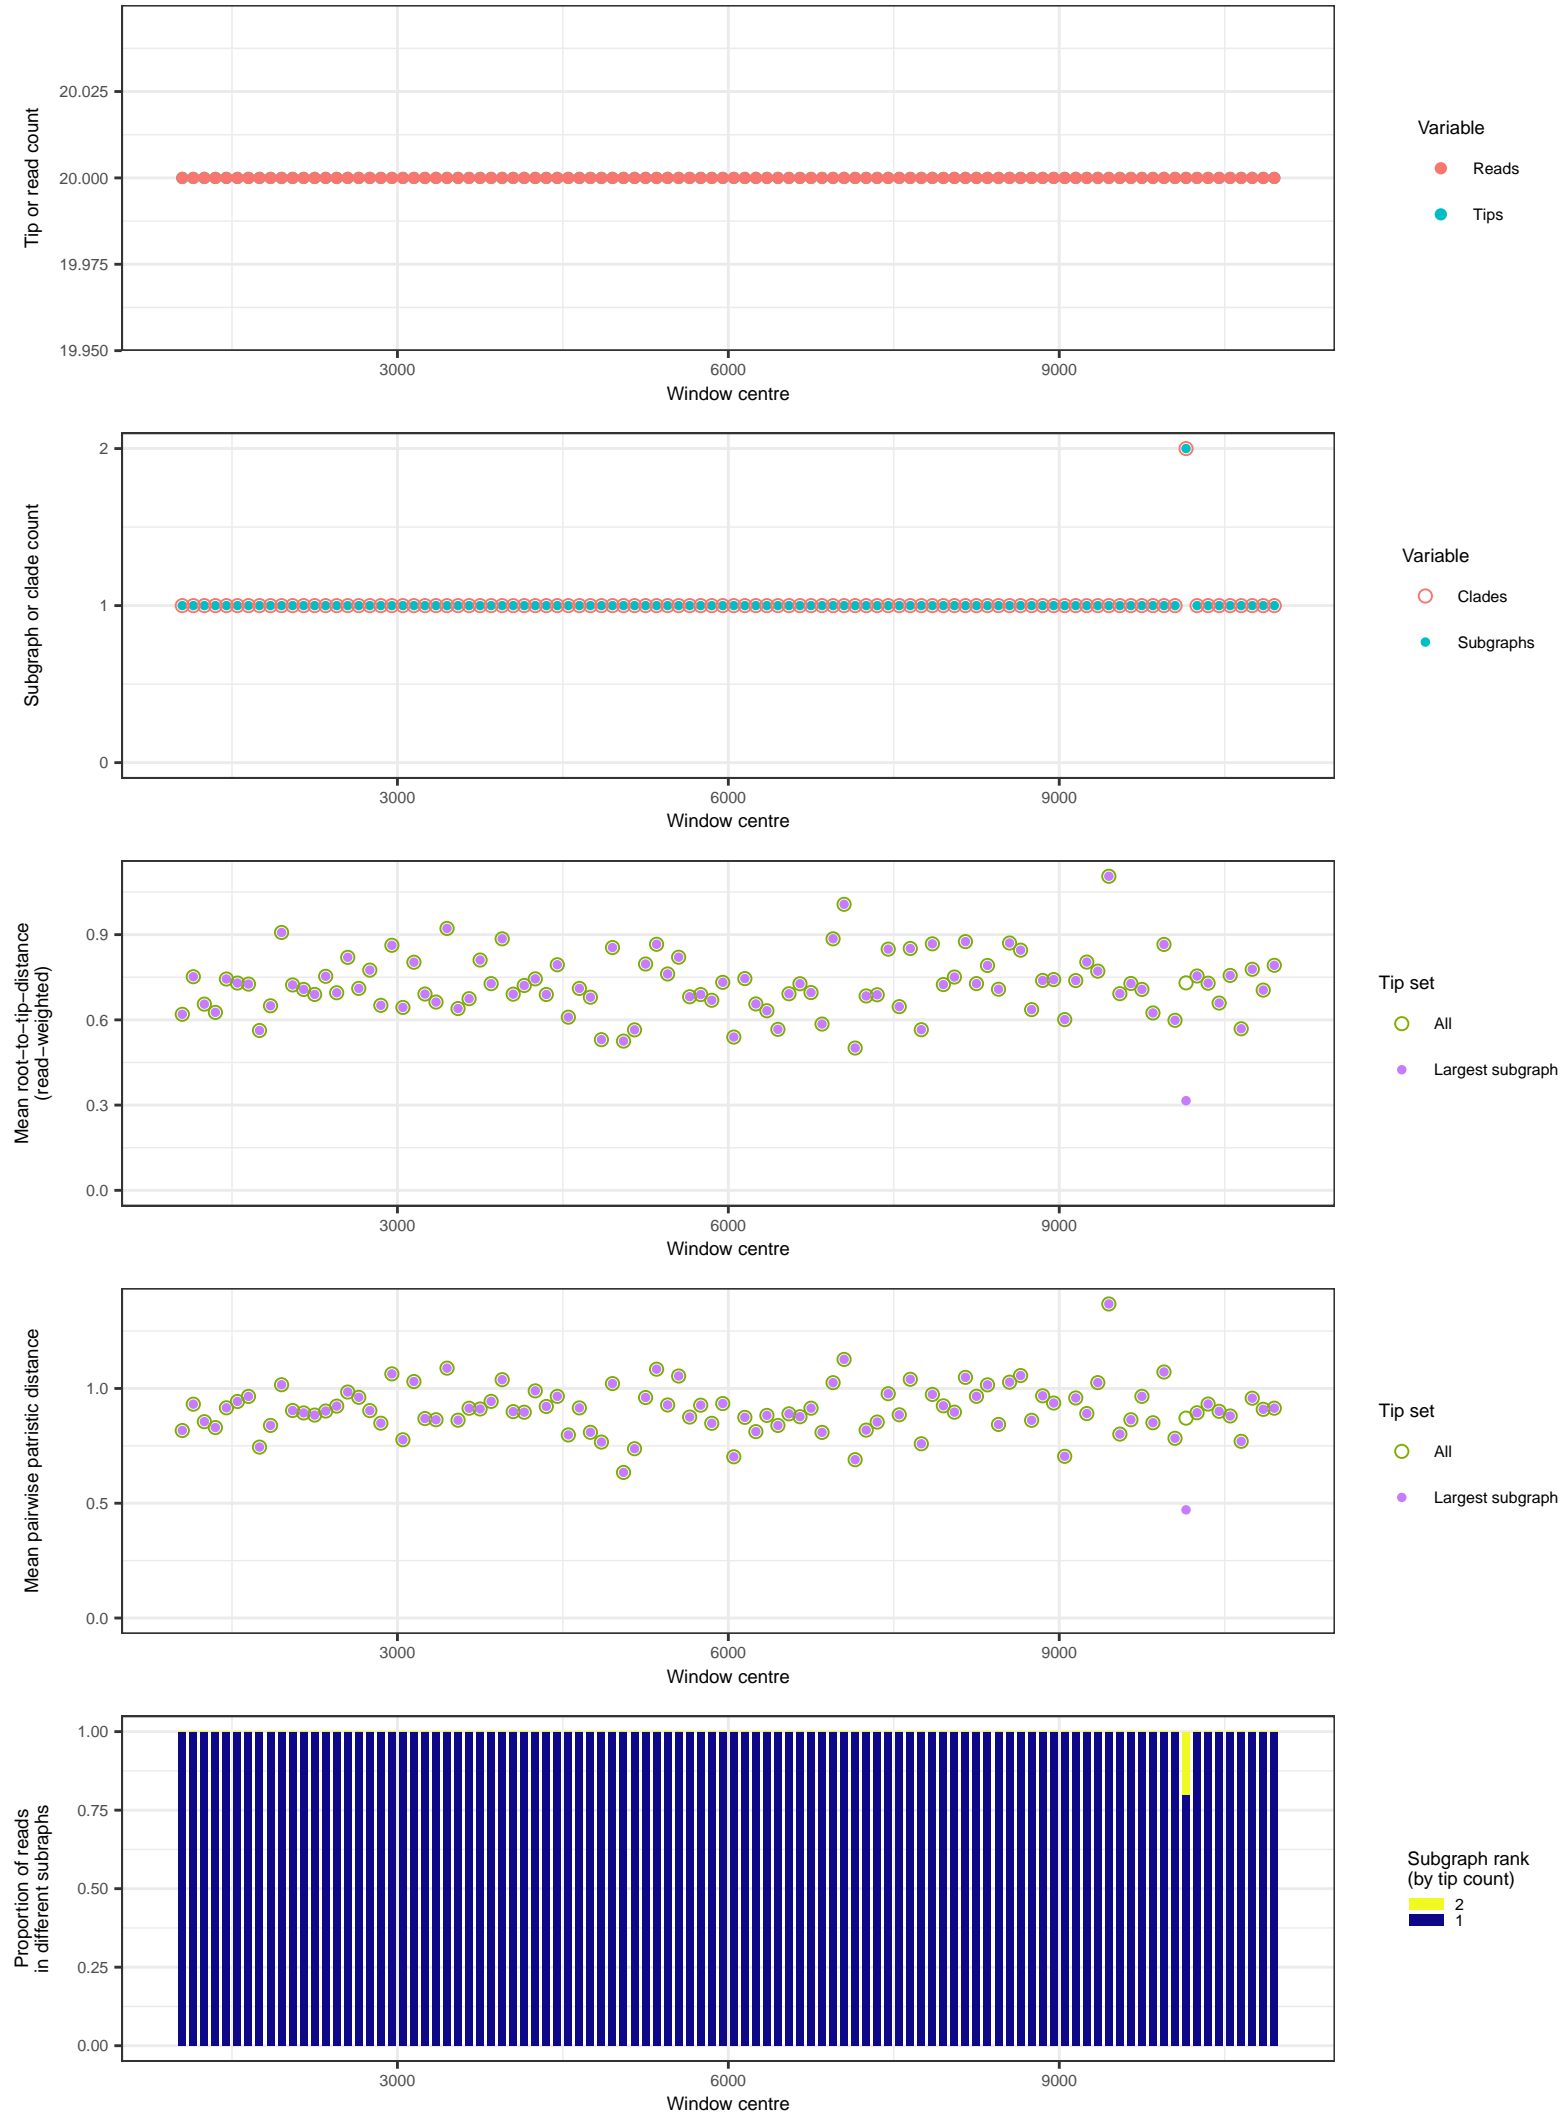 20.025
20.000
19.975
19.950
Tip or read count
3000
6000
9000
Window centre
Variable
Reads
Tips
2
1
0
Subgraph or clade count
3000
6000
9000
Window centre
Variable
Clades
Subgraphs
0.9
0.6
0.3
0.0
Mean root−to−tip−distance
(read−weighted)
3000
6000
9000
Window centre
Tip set
All
Largest subgraph
1.0
0.5
0.0
Mean pairwise patristic distance
3000
6000
9000
Window centre
Tip set
All
Largest subgraph
1.00
0.75
0.50
0.25
0.00
Proportion of reads
in different subraphs
3000
6000
9000
Window centre
Subgraph rank
(by tip count)
2
1